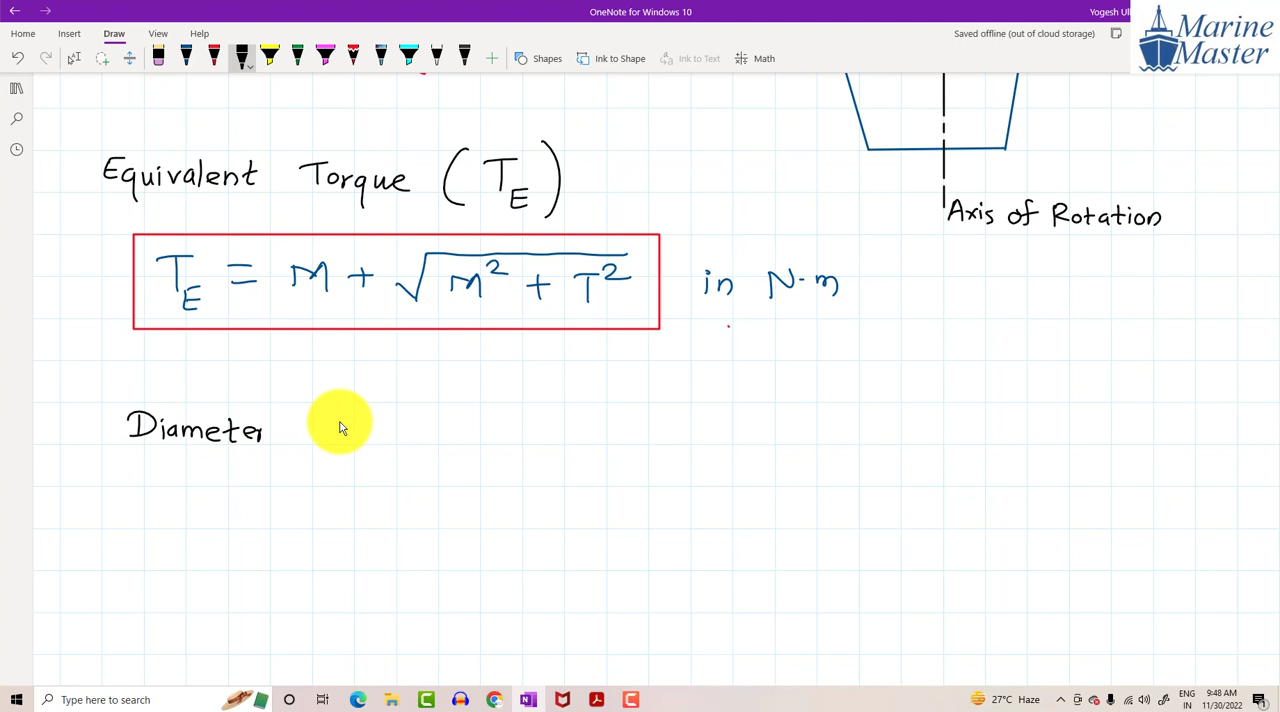 OneNote for Windows 10
Yogesh Ull
Marine Master
Home Insert Draw View Help
Saved offline (out of cloud storage)
Shapes Ink to Shape Ink to Text Math
Equivalent Torque (T_E)
Axis of Rotation
T_E = M + √(M² + T²) in N-m
Diameter
Type here to search
27°C Haze
ENG IN
9:48 AM
11/30/2022